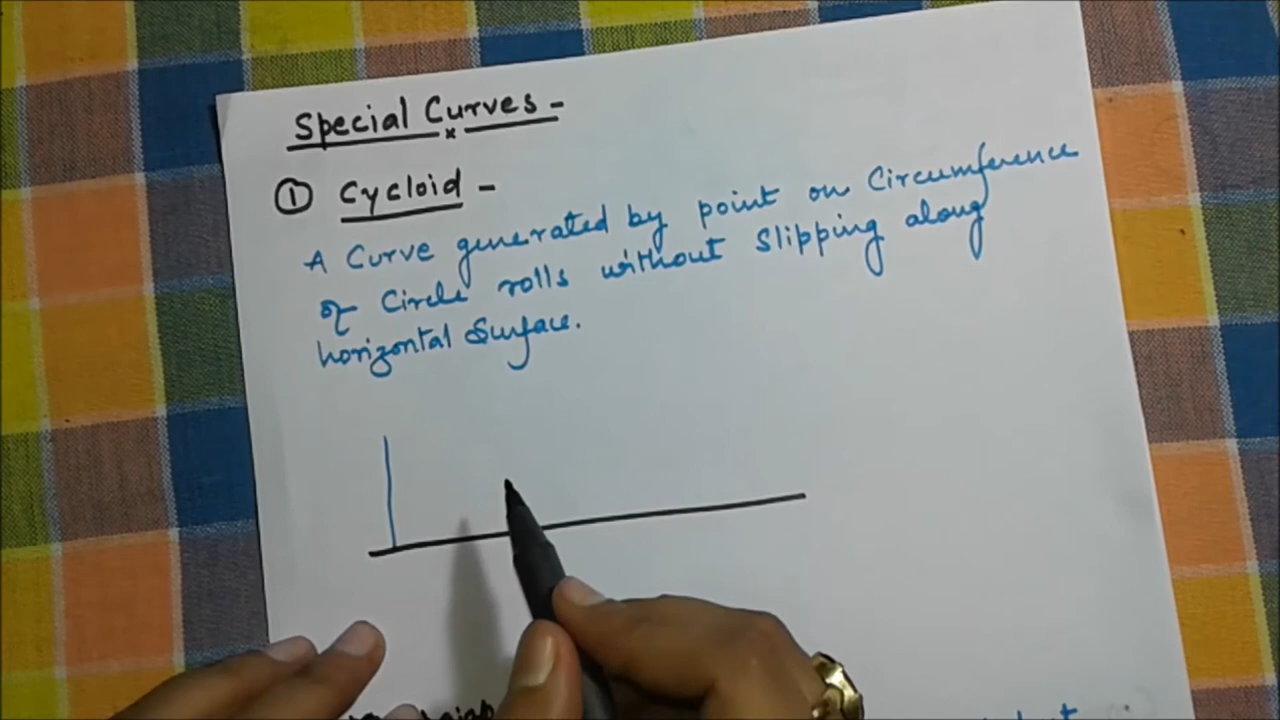 Special Curves -
x
① Cycloid -
A Curve generated by point on Circumference
of Circle rolls without Slipping along
horizontal Surface.